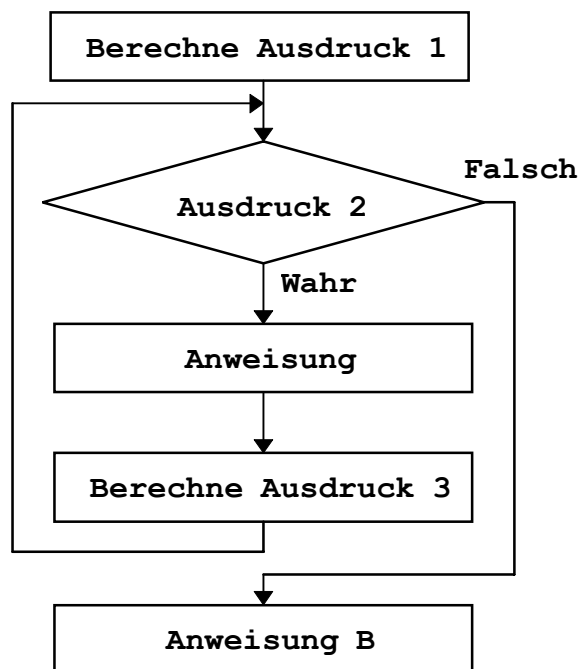 Berechne Ausdruck 1
Falsch
Ausdruck 2
Wahr
Anweisung
Berechne Ausdruck 3
Anweisung B